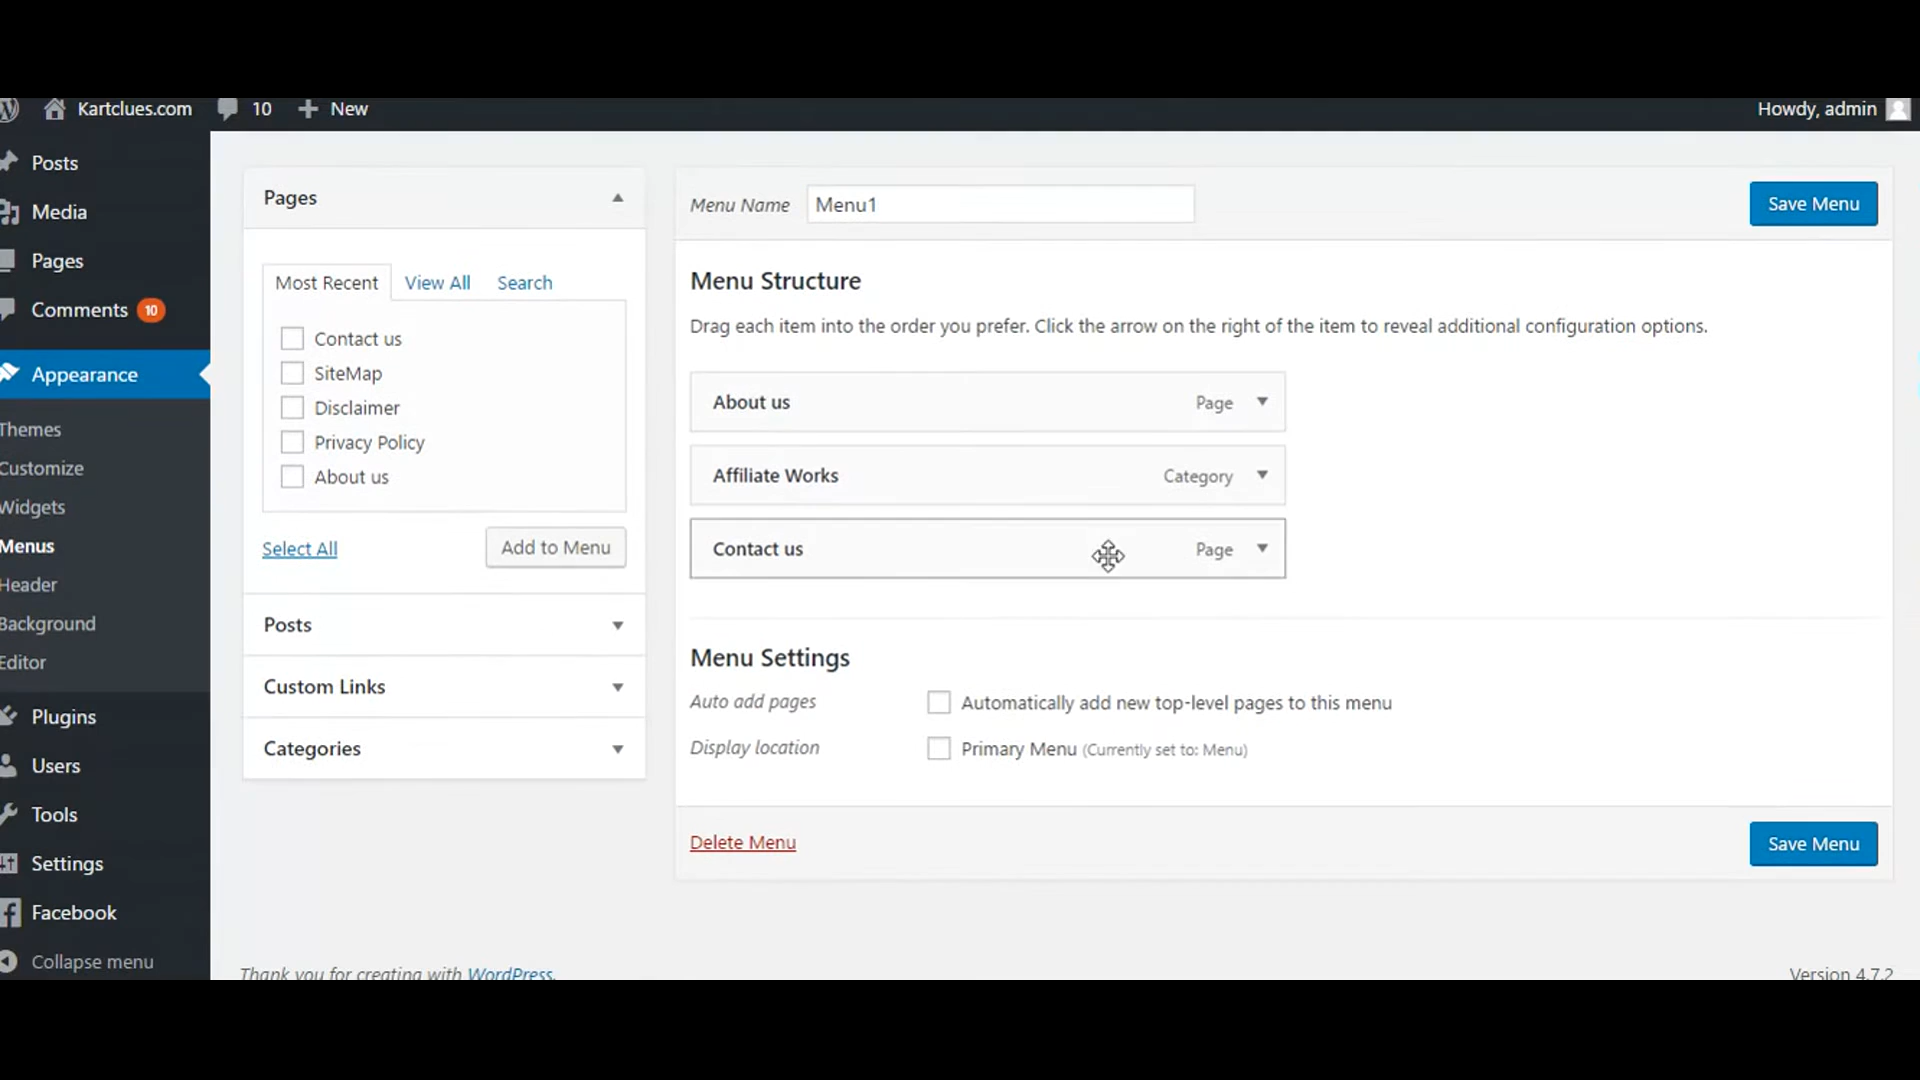 Kartclues.com 10 New Howdy, admin
Posts
Media
Pages
Comments 10
Appearance
Themes
Customize
Widgets
Menus
Header
Background
Editor
Plugins
Users
Tools
Settings
Facebook
Collapse menu
Pages
Most Recent View All Search
Contact us
SiteMap
Disclaimer
Privacy Policy
About us
Select All Add to Menu
Posts
Custom Links
Categories
Menu Name Menu1 Save Menu
Menu Structure
Drag each item into the order you prefer. Click the arrow on the right of the item to reveal additional configuration options.
About us Page
Affiliate Works Category
Contact us Page
Menu Settings
Auto add pages Automatically add new top-level pages to this menu
Display location Primary Menu (Currently set to: Menu)
Delete Menu Save Menu
Thank you for creating with WordPress. Version 4.7.2